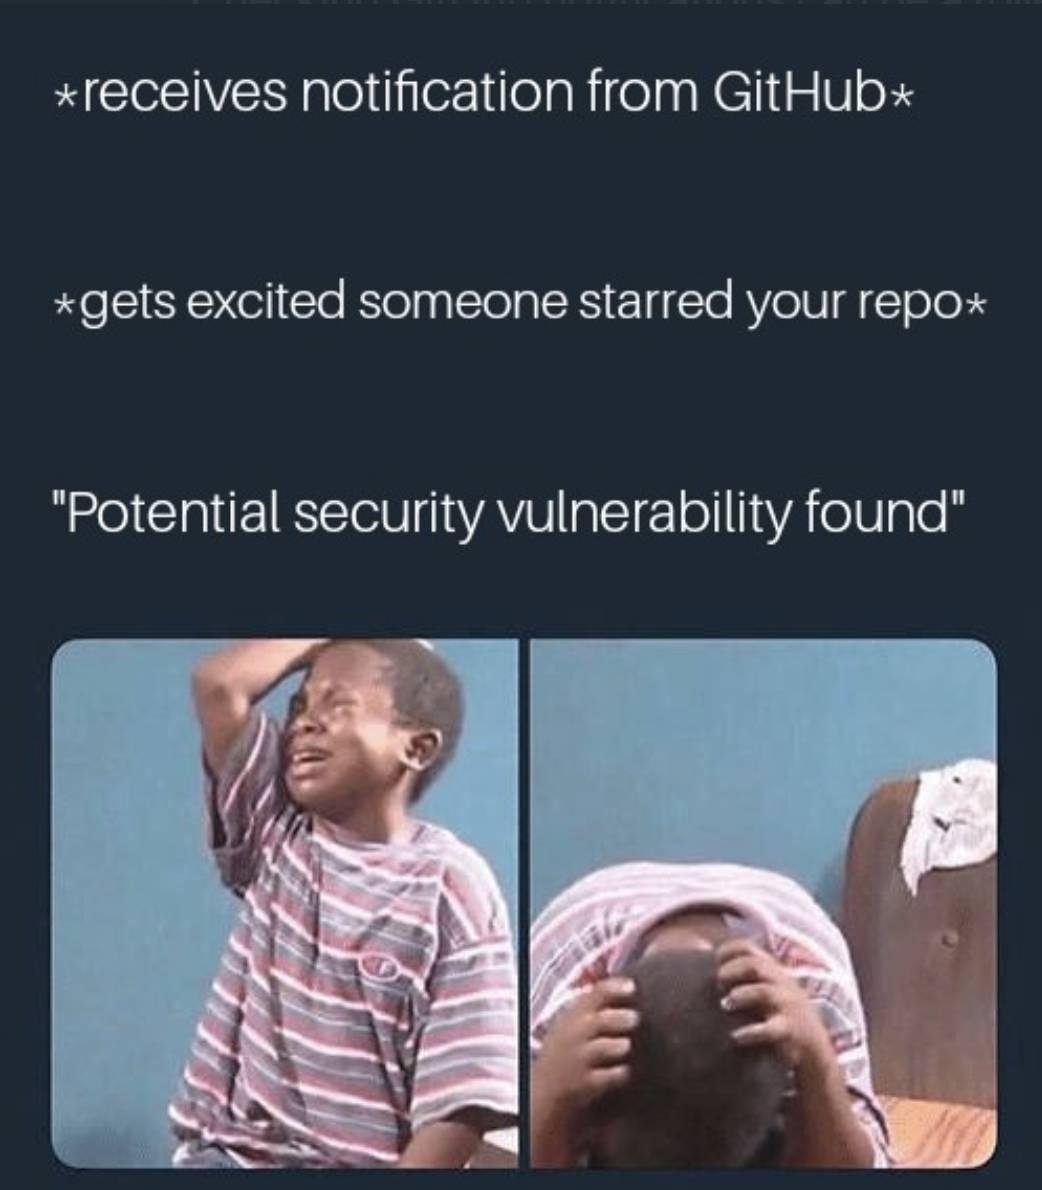 *receives notification from GitHub*
*gets excited someone starred your repo*
"Potential security vulnerability found"